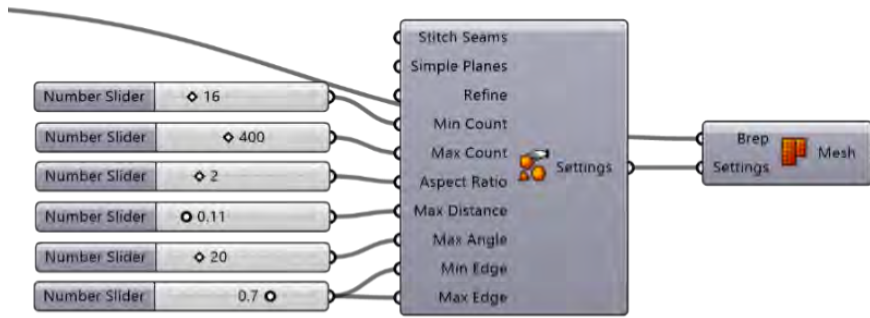 Stitch Seams
Simple Planes
Refine
Number Slider 16
Min Count
Number Slider 400
Max Count
Brep
Mesh
Settings
Settings
Number Slider 2
Aspect Ratio
Number Slider 0.11
Max Distance
Number Slider 20
Max Angle
Min Edge
Number Slider 0.7
Max Edge